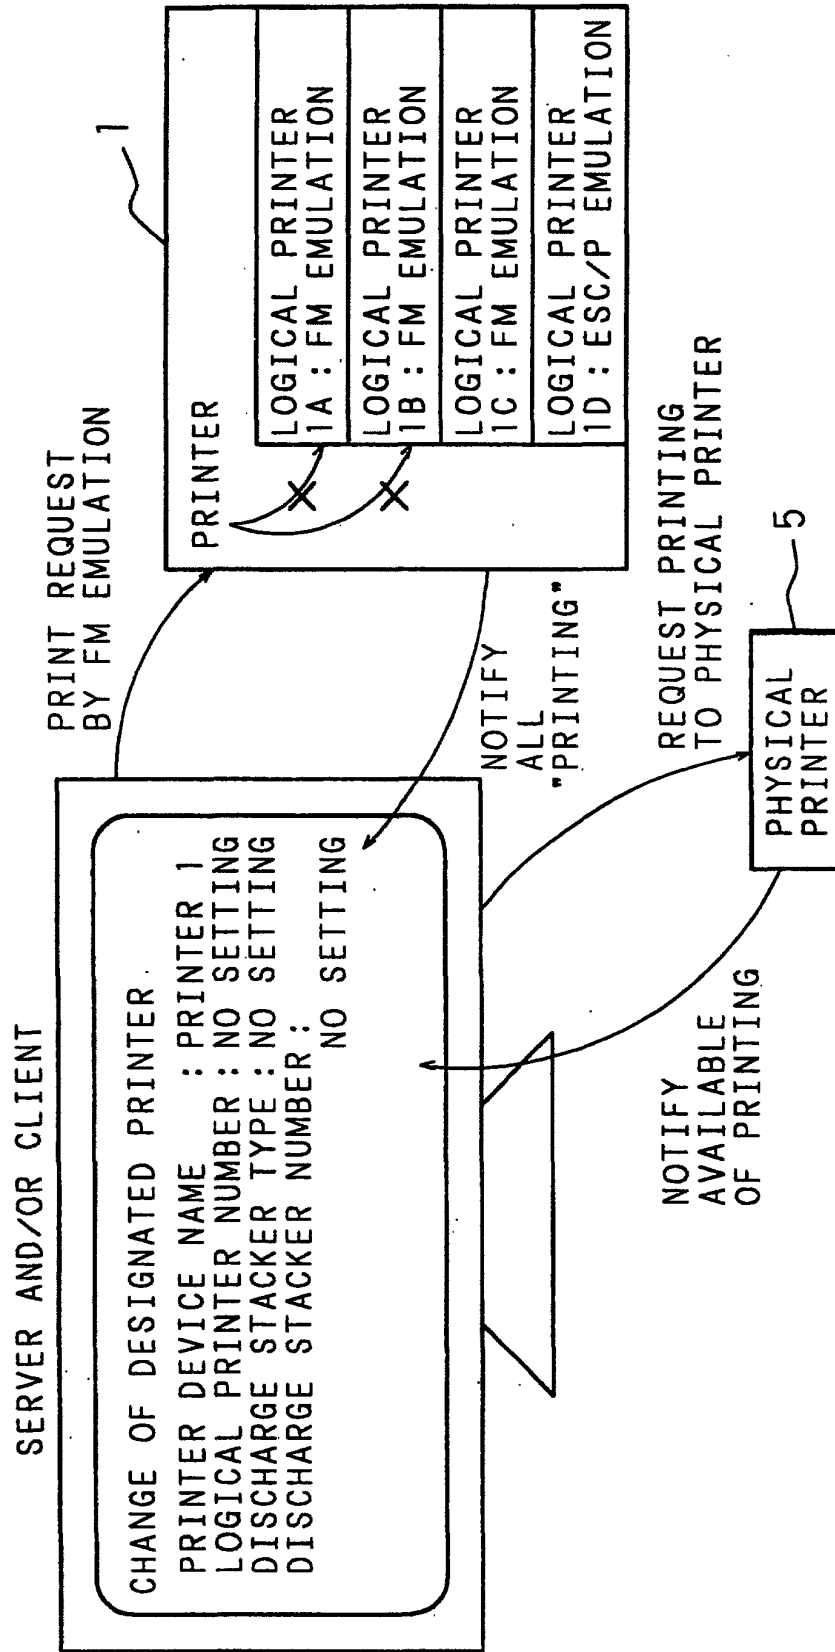 SERVER AND/OR CLIENT
CHANGE OF DESIGNATED PRINTER
PRINTER DEVICE NAME : PRINTER 1
LOGICAL PRINTER NUMBER : NO SETTING
DISCHARGE STACKER TYPE : NO SETTING
DISCHARGE STACKER NUMBER :
NO SETTING
PRINT REQUEST
BY FM EMULATION
1
PRINTER
LOGICAL PRINTER
1A : FM EMULATION
LOGICAL PRINTER
1B : FM EMULATION
LOGICAL PRINTER
1C : FM EMULATION
LOGICAL PRINTER
1D : ESC/P EMULATION
NOTIFY
ALL
"PRINTING"
REQUEST PRINTING
TO PHYSICAL PRINTER
NOTIFY
AVAILABLE
OF PRINTING
PHYSICAL
PRINTER
5